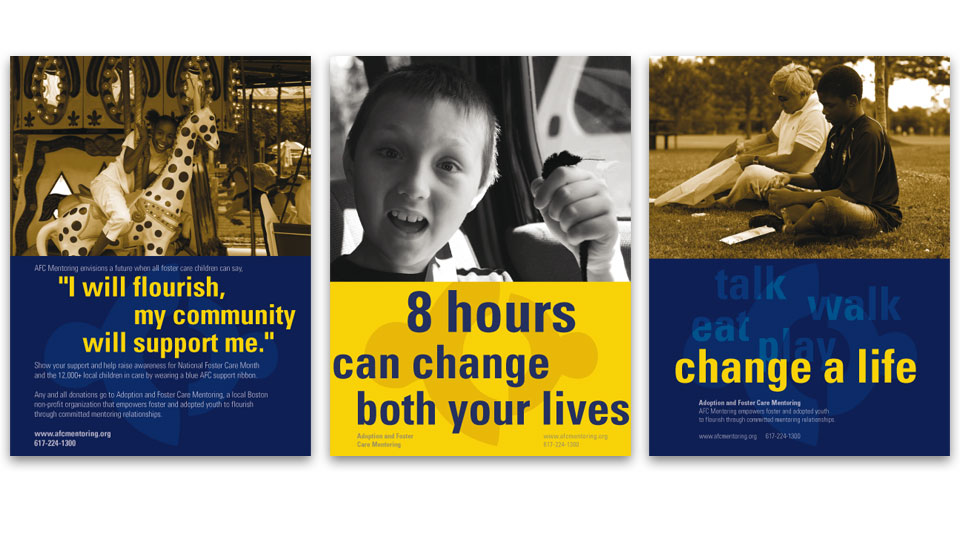 AFC Mentoring envisions a future when all foster care children can say,
"I will flourish,
my community
will support me."
Show your support and help raise awareness for National Foster Care Month
and the 12,000+ local children in care by wearing a blue AFC support ribbon.
Any and all donations go to Adoption and Foster Care Mentoring, a local Boston
non-profit organization that empowers foster and adopted youth to flourish
through committed mentoring relationships.
www.afcmentoring.org
617-224-1300
8 hours
can change
both your lives
Adoption and Foster
Care Mentoring
www.afcmentoring.org
617-224-1300
talk
walk
eat
play
change a life
Adoption and Foster Care Mentoring
AFC Mentoring empowers foster and adopted youth
to flourish through committed mentoring relationships.
www.afcmentoring.org 617-224-1300